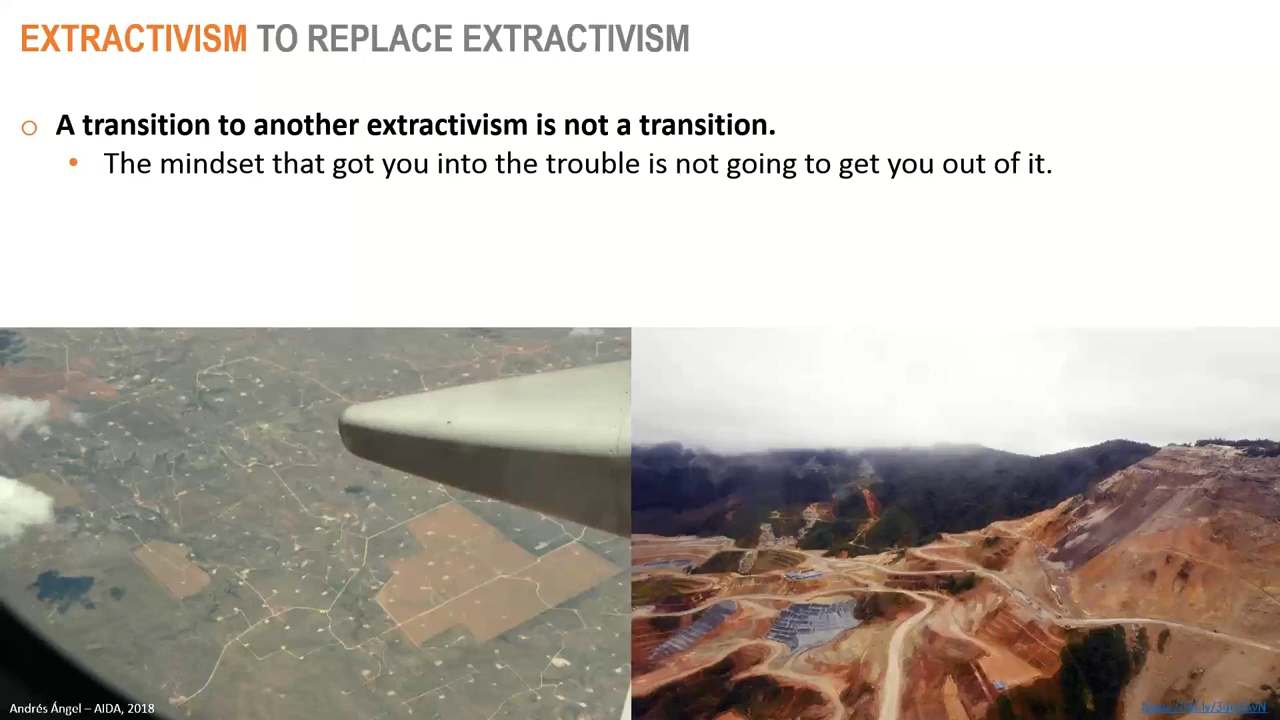 EXTRACTIVISM TO REPLACE EXTRACTIVISM
A transition to another extractivism is not a transition.
The mindset that got you into the trouble is not going to get you out of it.
Andrés Ángel – AIDA, 2018